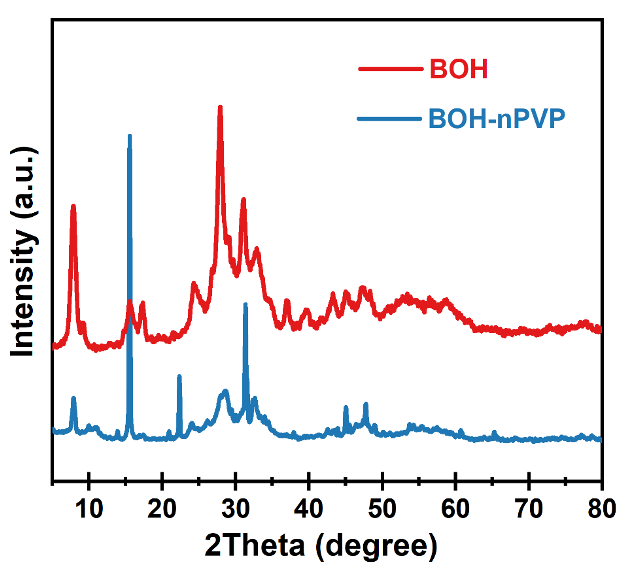 BOH
BOH-nPVP
Intensity (a.u.)
10 20 30 40 50 60 70 80
2Theta (degree)